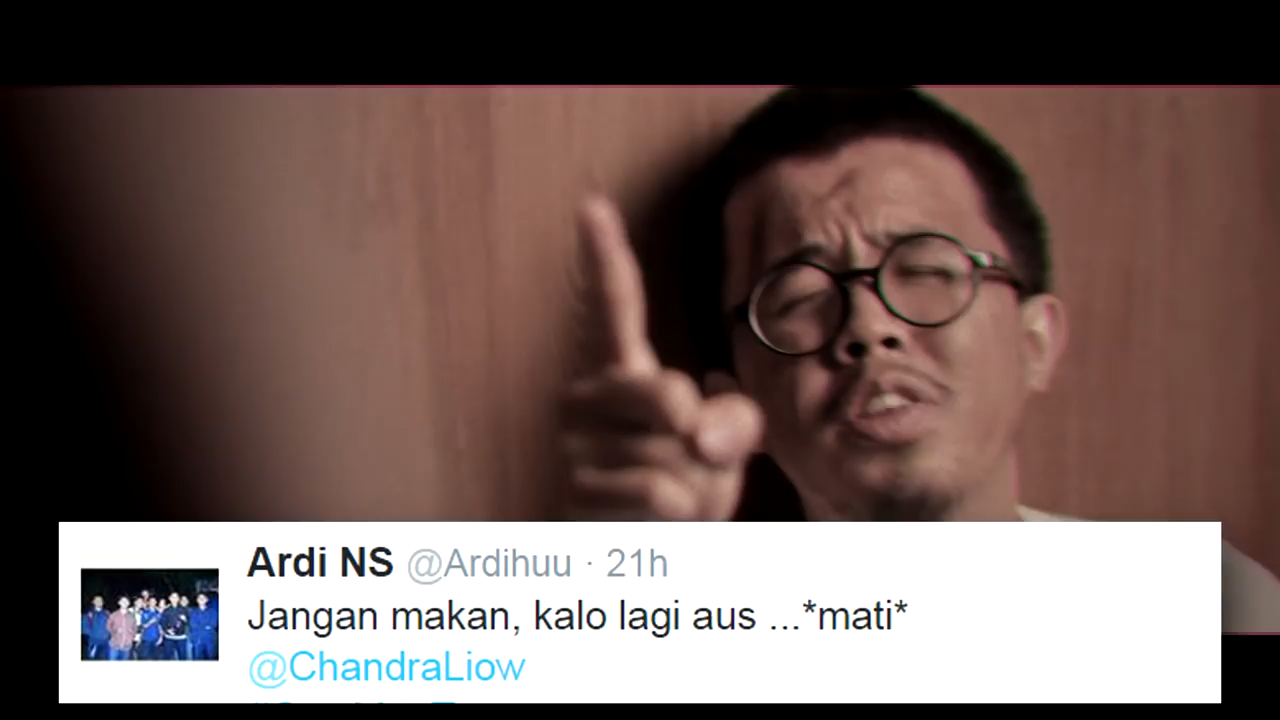 Ardi NS @Ardihuu · 21h
Jangan makan, kalo lagi aus ...*mati*
@ChandraLiow